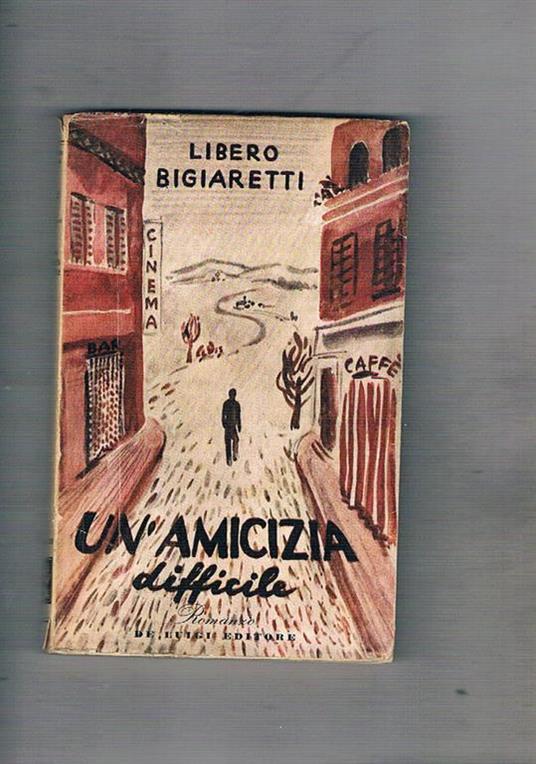 LIBERO
BIGIARETTI
CINEMA
BAR
CAFFÈ
UN'AMICIZIA
difficile
Romanzo
DE LUIGI EDITORE